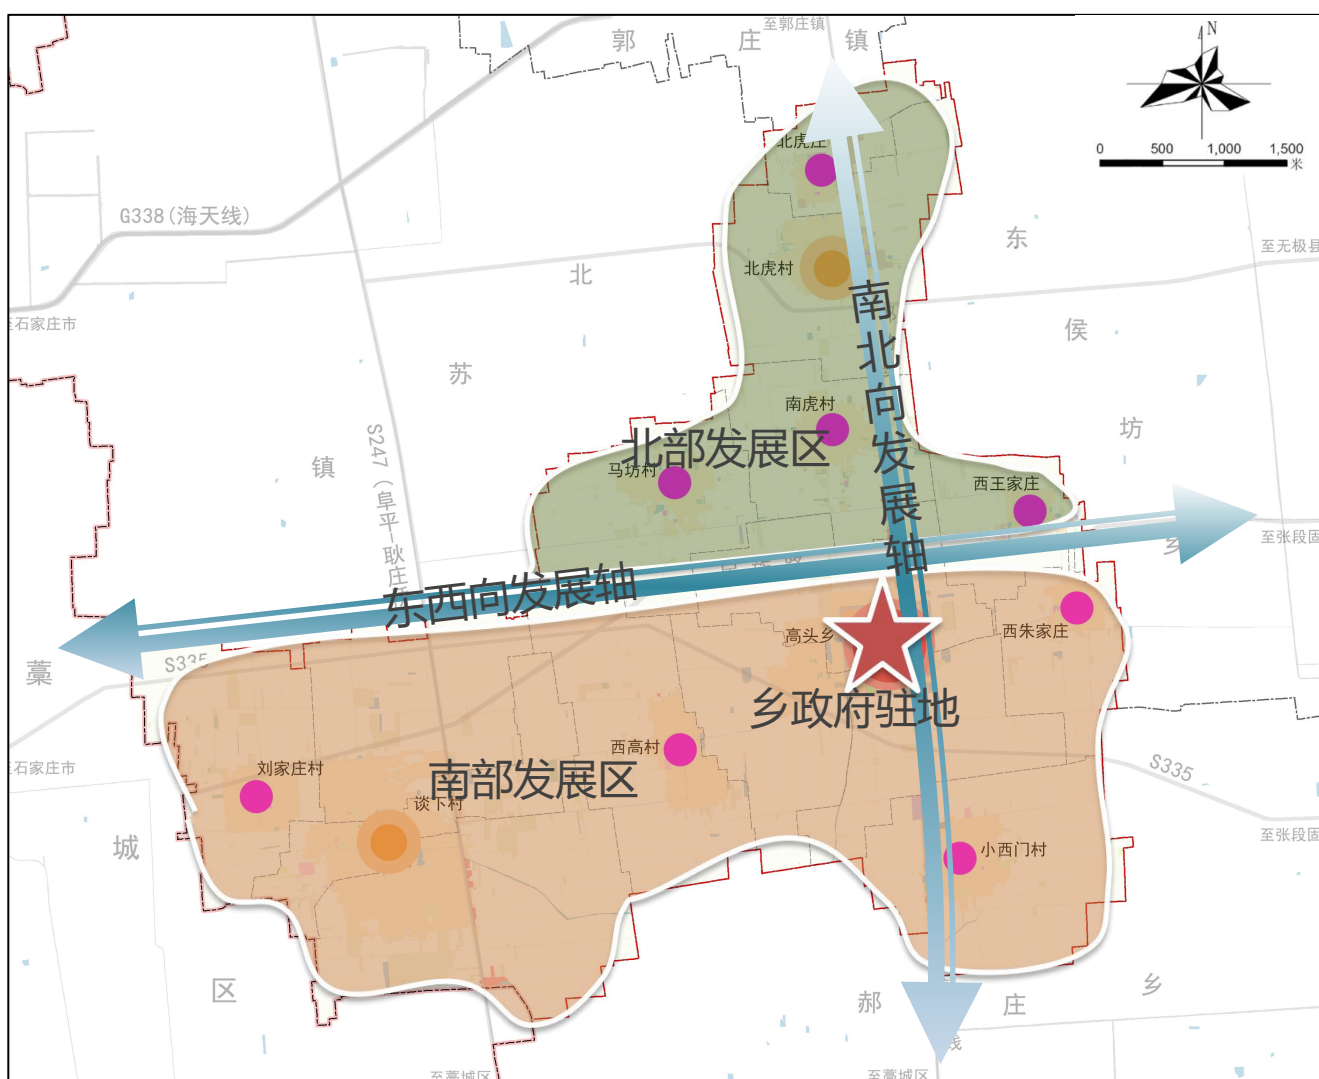 至郭庄镇
郭 庄 镇
N
0 500 1,000 1,500
米
北虎庄
G338(海天线)
东
至无极县
北
北虎村
至石家庄市
侯
苏
南北向发展轴
南虎村
坊
S247（阜平—耿庄
镇
北部发展区
马坊村
西王家庄
乡
至张段固
东西向发展轴
高头乡
西朱家庄
S335
藁
乡政府驻地
西高村
至石家庄市
刘家庄村
南部发展区
谈下村
S335
城
至张段固
小西门村
区
郝 庄 乡
线
至藁城区
至藁城区